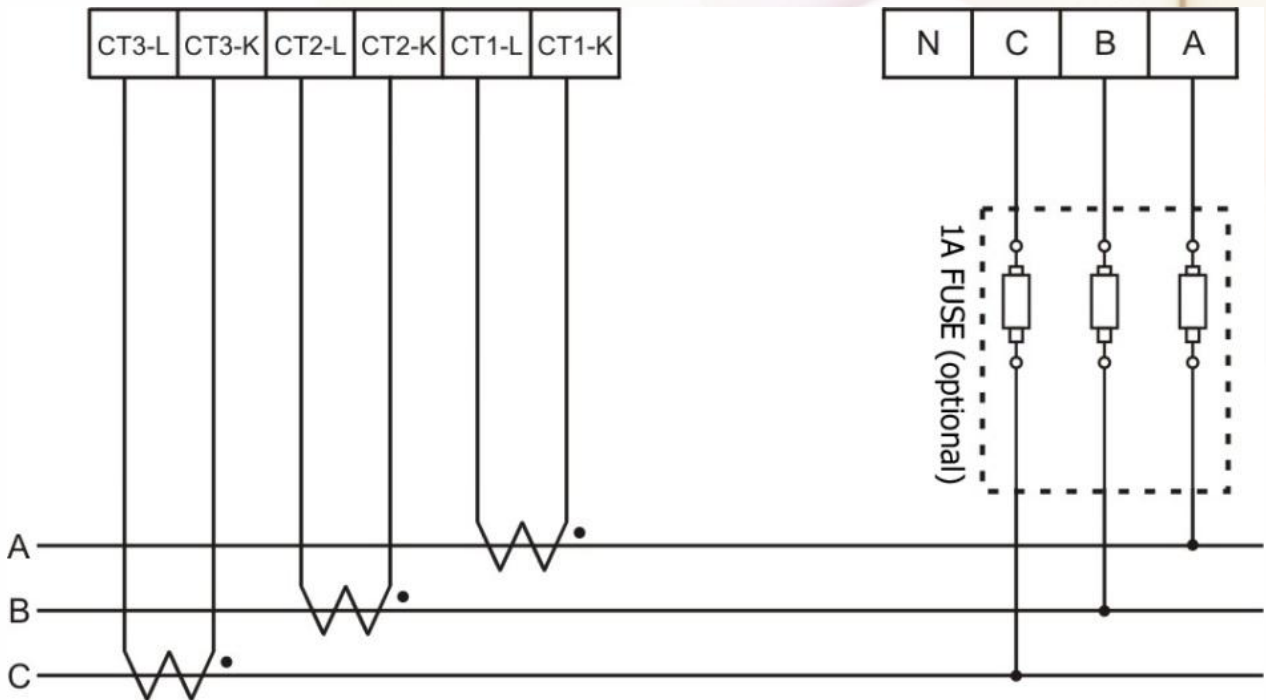 CT3-L CT3-K CT2-L CT2-K CT1-L CT1-K
N C B A
1A FUSE (optional)
A
B
C